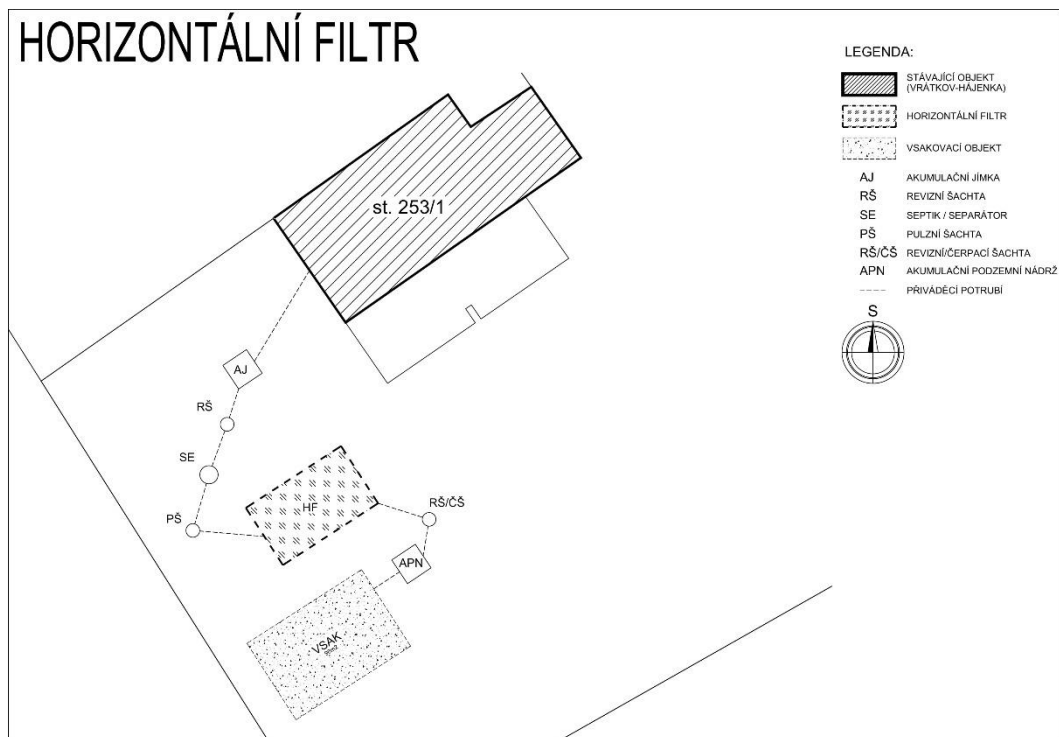 HORIZONTÁLNÍ FILTR
LEGENDA:
STÁVAJÍCÍ OBJEKT
(VRÁTKOV-HÁJENKA)
HORIZONTÁLNÍ FILTR
VSAKOVACÍ OBJEKT
AJ AKUMULAČNÍ JÍMKA
RŠ REVIZNÍ ŠACHTA
SE SEPTIK / SEPARÁTOR
PŠ PULZNÍ ŠACHTA
RŠ/ČŠ REVIZNÍ/ČERPACÍ ŠACHTA
APN AKUMULAČNÍ PODZEMNÍ NÁDRŽ
PŘIVÁDĚCÍ POTRUBÍ
S
st. 253/1
AJ
RŠ
SE
PŠ
HF
RŠ/ČŠ
APN
VSAK